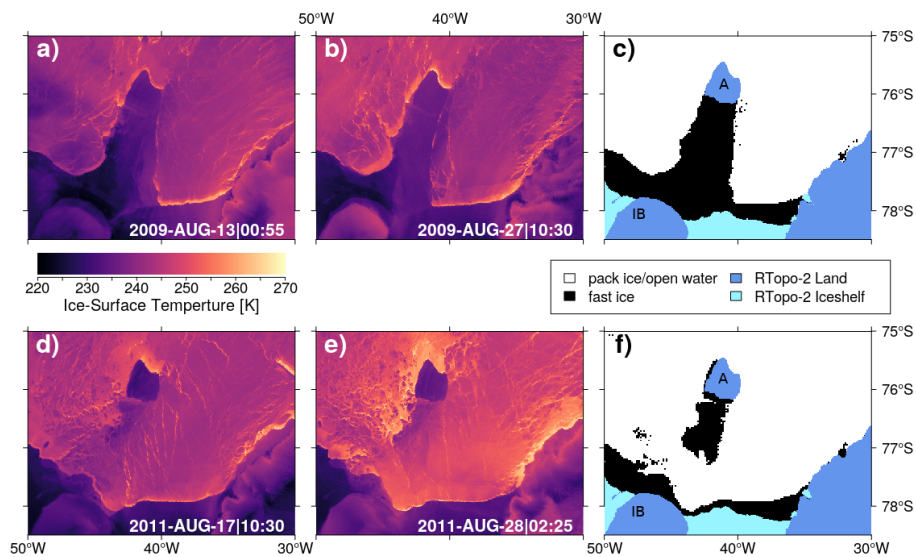 50°W 40°W 30°W
a) b) c) 75°S
A 76°S
77°S
IB 78°S
2009-AUG-13|00:55 2009-AUG-27|10:30
220 230 240 250 260 270
Ice-Surface Temperture [K]
pack ice/open water RTopo-2 Land
fast ice RTopo-2 Iceshelf
d) e) f) 75°S
A 76°S
77°S
IB 78°S
2011-AUG-17|10:30 2011-AUG-28|02:25
50°W 40°W 30°W 50°W 40°W 30°W